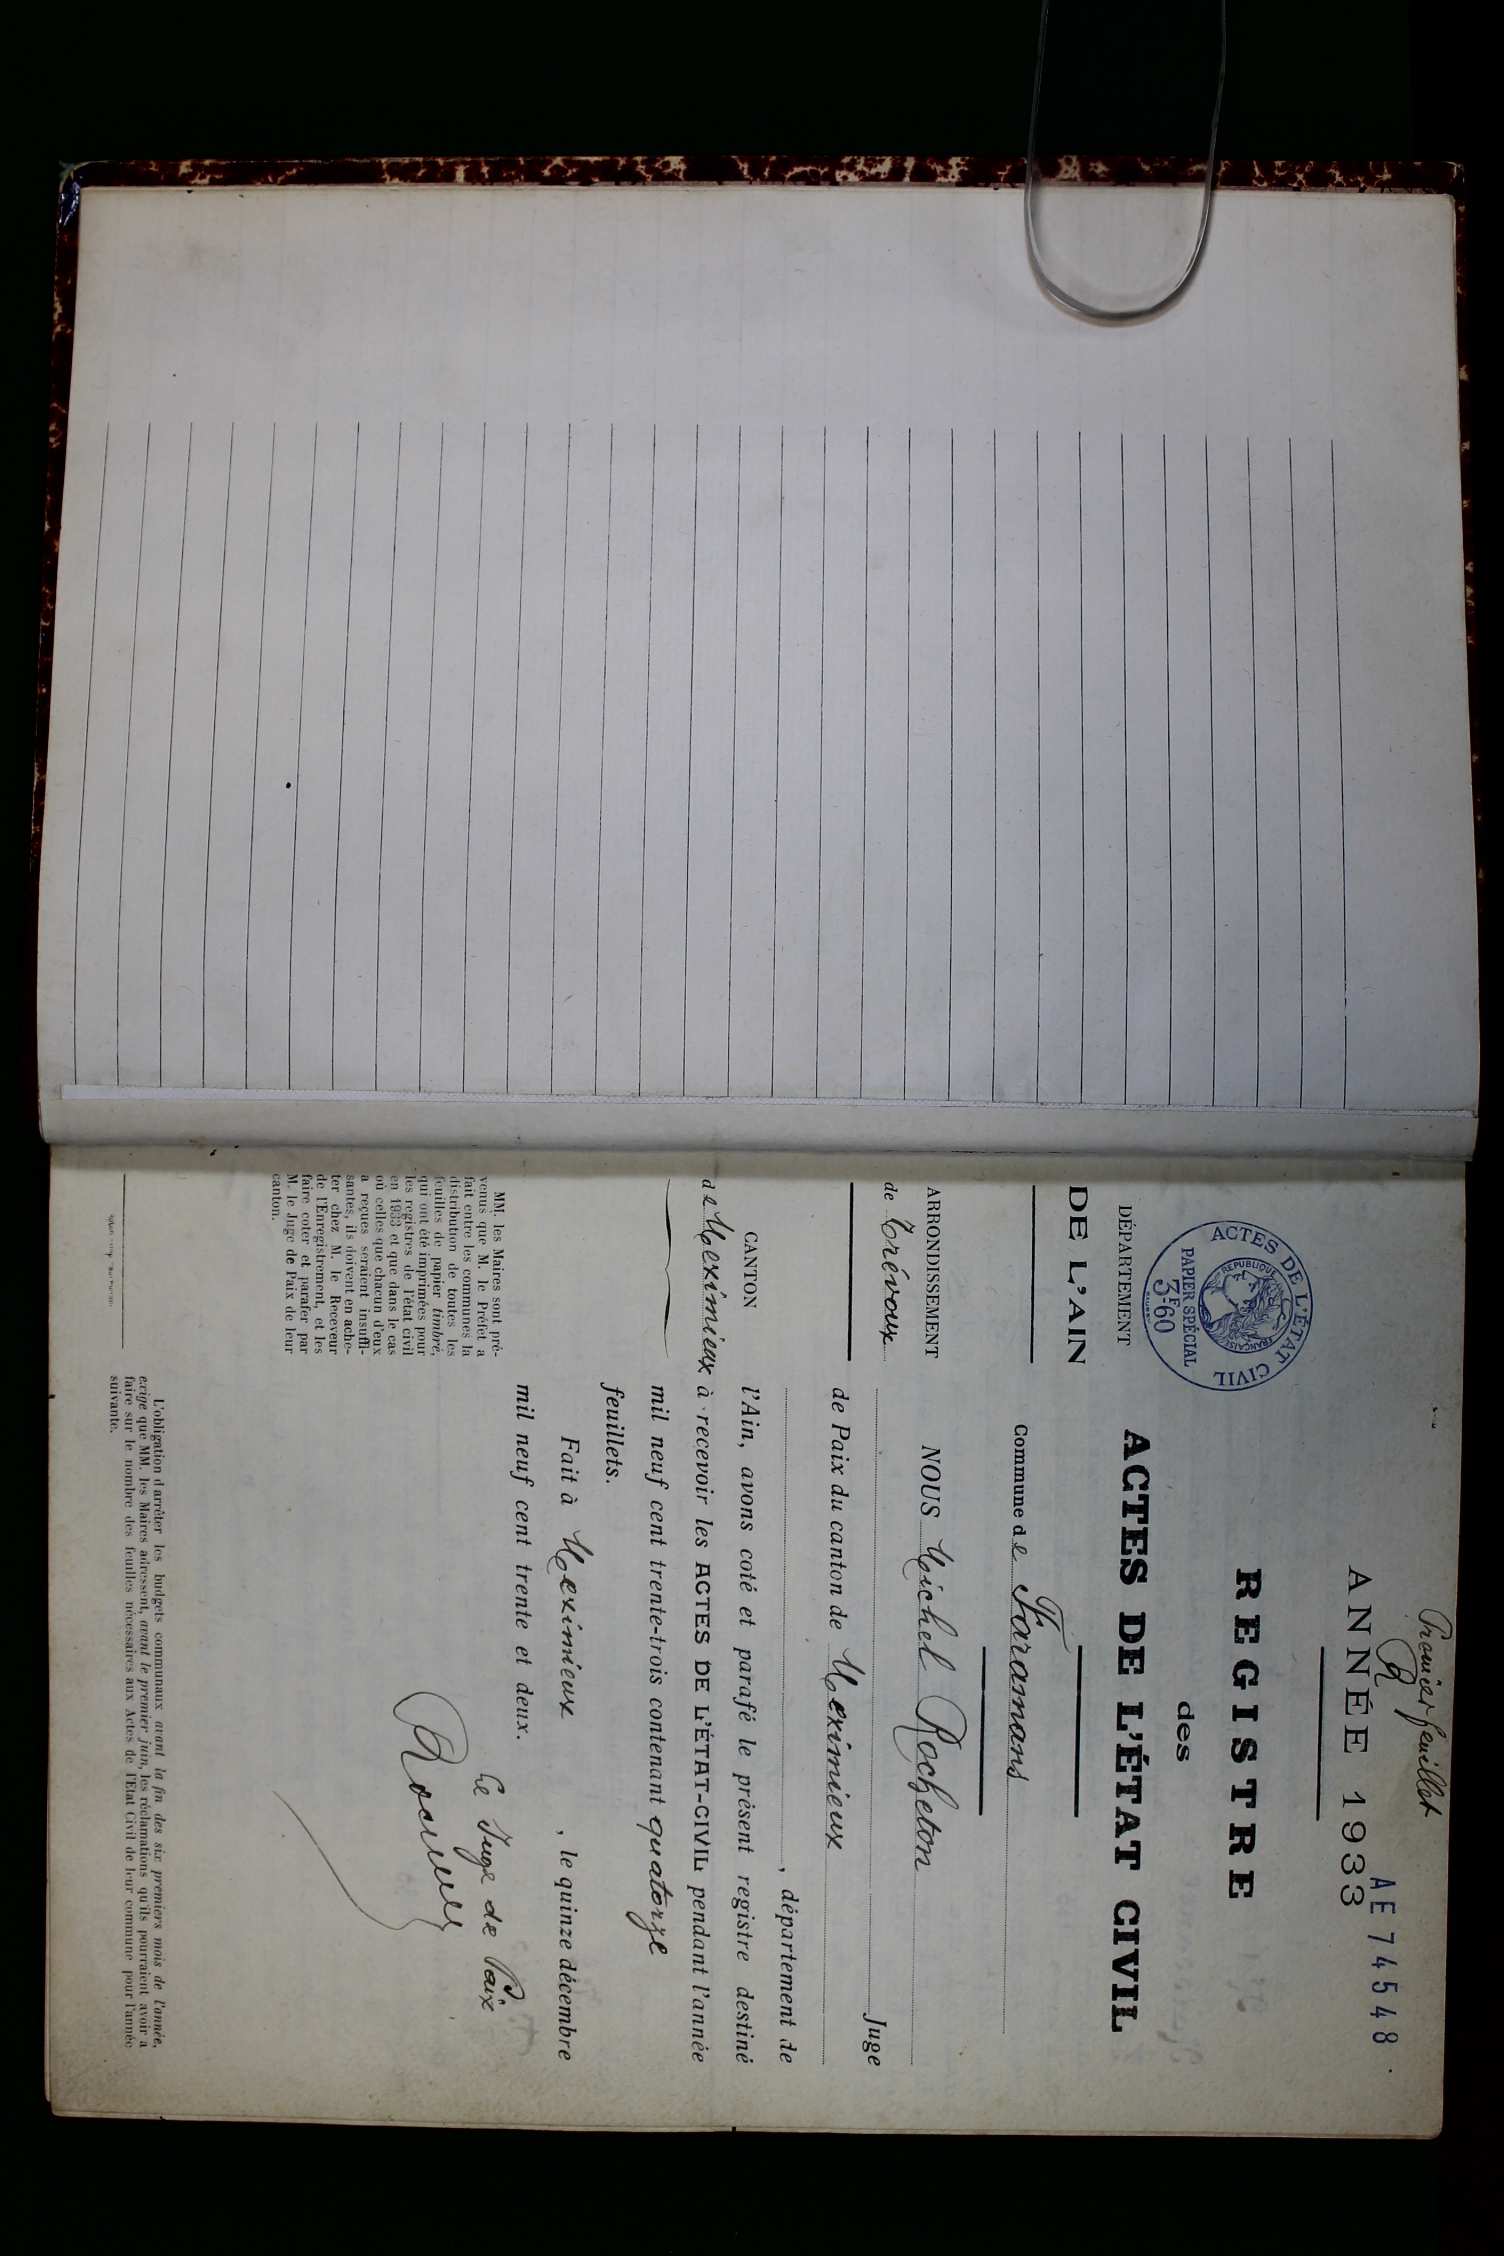 Premier feuillet
R
AE 74548
ANNÉE 1933
REGISTRE
des
ACTES DE L'ÉTAT CIVIL
ACTES DE L'ÉTAT CIVIL
REPUBLIQUE FRANÇAISE
PAPIER SPÉCIAL
3F60
DÉPARTEMENT
DE L'AIN
ARRONDISSEMENT
de Trévoux
CANTON
de Meximieux
MM. les Maires sont pré-
venus que M. le Préfet a
fait entre les communes la
distribution de toutes les
feuilles de papier timbré,
qui ont été imprimées pour
les registres de l'état civil
en 1933 et que dans le cas
où celles que chacun d'eux
a reçues seraient insuffi-
santes, ils doivent en ache-
ter chez M. le Receveur
de l'Enregistrement, et les
faire coter et parafer par
M. le Juge de Paix de leur
canton.
Commune de Faramans
NOUS Michel Rocheton
Juge
de Paix du canton de Meximieux
, département de
l'Ain, avons coté et parafé le présent registre destiné
à recevoir les ACTES DE L'ÉTAT-CIVIL pendant l'année
mil neuf cent trente-trois contenant quatorze
feuillets.
Fait à Meximieux, le quinze décembre
mil neuf cent trente et deux.
Le Juge de Paix
L'obligation d'arrêter les budgets communaux avant la fin des six premiers mois de l'année,
exige que MM. les Maires adressent, avant le premier juin, les réclamations qu'ils pourraient avoir à
faire sur le nombre des feuilles nécessaires aux Actes de l'Etat Civil de leur commune pour l'année
suivante.